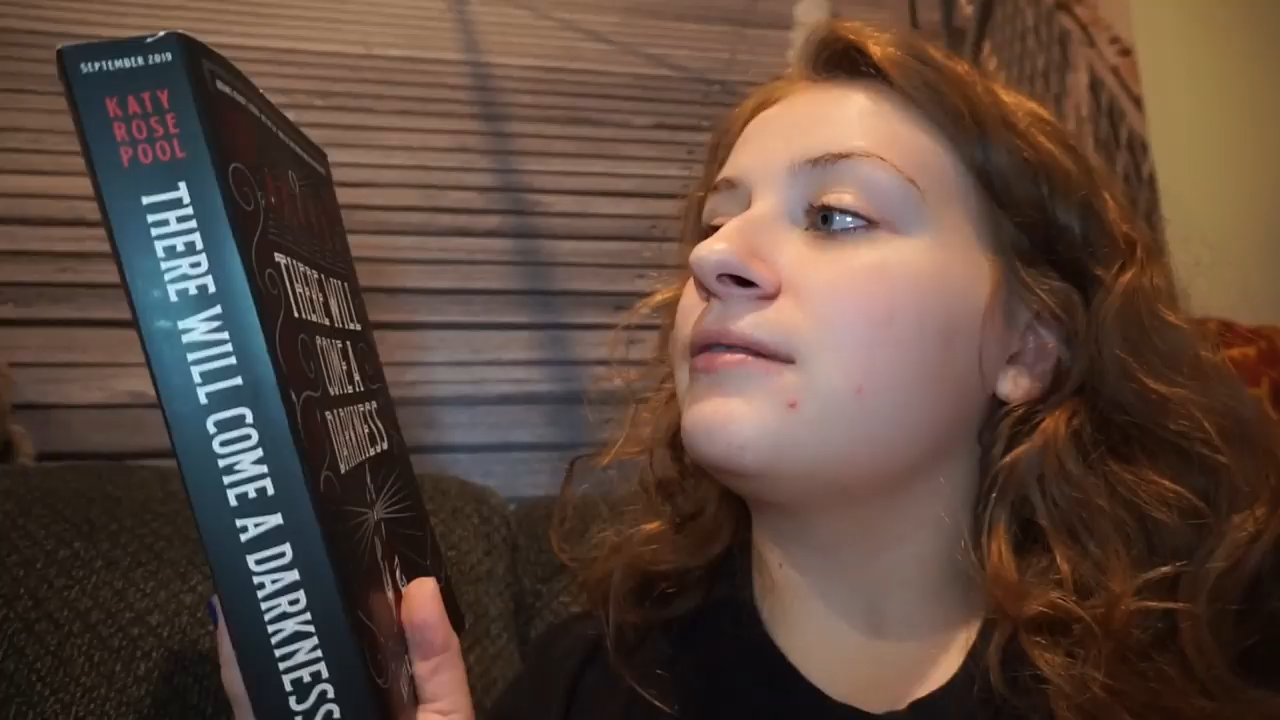 SEPTEMBER 2019
KATY
ROSE
POOL
THERE WILL COME A DARKNESS
THERE WILL
COME A
DARKNESS